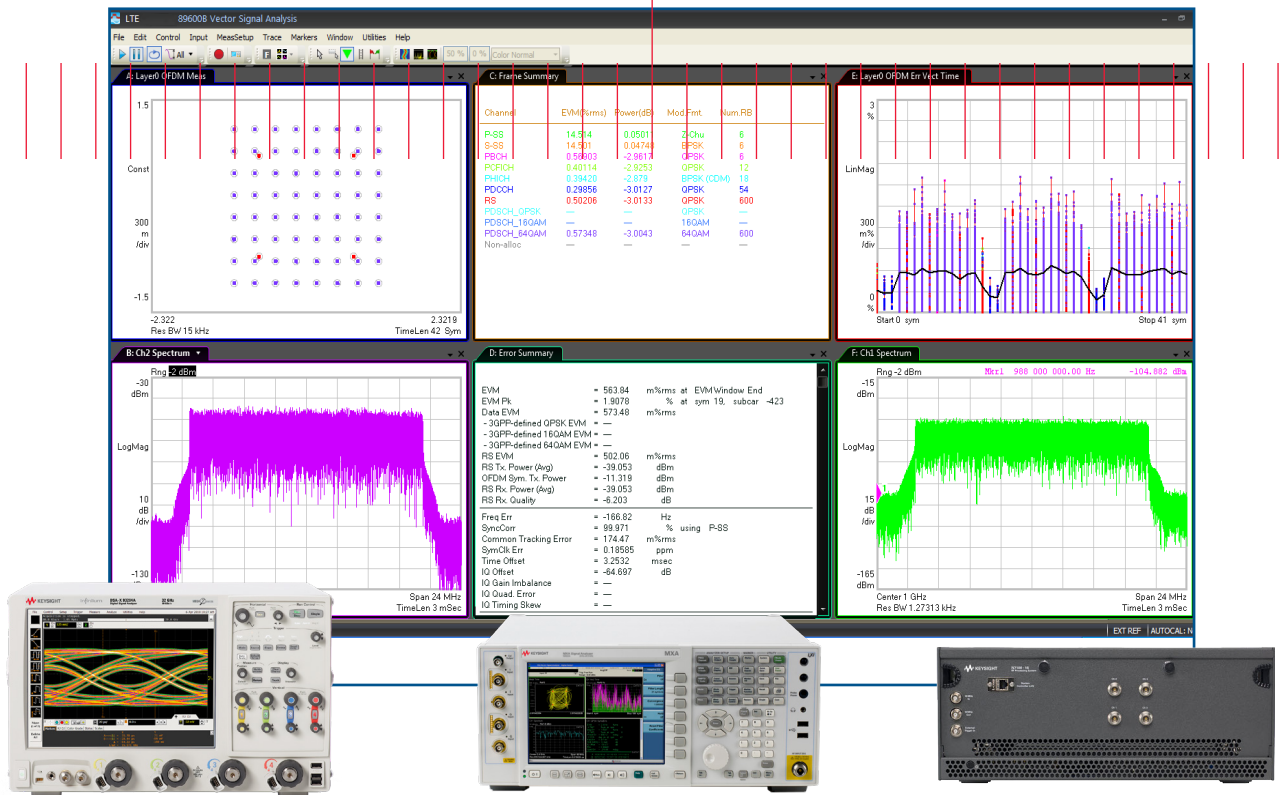 LTE 89600B Vector Signal Analysis
File Edit Control Input MeasSetup Trace Markers Window Utilities Help
All 50 % 0 % Color Normal
A: Layer0 OFDM Meas
1.5
Const
300
m
/div
-1.5
-2.322 2.3219
Res BW 15 kHz TimeLen 42 Sym
C: Frame Summary
Channel EVM(%rms) Power(dB) Mod.Fmt. Num.RB
P-SS 14.514 0.05011 Z-Chu 6
S-SS 14.501 0.04748 BPSK 6
PBCH 0.56903 -2.9617 QPSK 6
PCFICH 0.40114 -2.9253 QPSK 12
PHICH 0.39420 -2.879 BPSK (CDM) 18
PDCCH 0.29856 -3.0127 QPSK 54
RS 0.50206 -3.0133 QPSK 600
PDSCH_QPSK — — QPSK —
PDSCH_16QAM — — 16QAM —
PDSCH_64QAM 0.57348 -3.0043 64QAM 600
Non-alloc — — — —
E: Layer0 OFDM Err Vect Time
3
%
LinMag
300
m%
/div
0
%
Start 0 sym Stop 41 sym
B: Ch2 Spectrum
Rng -2 dBm
-30
dBm
LogMag
10
dB
/div
-130
Span 24 MHz
TimeLen 3 mSec
D: Error Summary
EVM = 563.84 m%rms at EVM Window End
EVM Pk = 1.9078 % at sym 19, subcar -423
Data EVM = 573.48 m%rms
- 3GPP-defined QPSK EVM = —
- 3GPP-defined 16QAM EVM = —
- 3GPP-defined 64QAM EVM = —
RS EVM = 502.06 m%rms
RS Tx. Power (Avg) = -39.053 dBm
OFDM Sym. Tx. Power = -11.319 dBm
RS Rx. Power (Avg) = -39.053 dBm
RS Rx. Quality = -6.203 dB
Freq Err = -166.82 Hz
SyncCorr = 99.971 % using P-SS
Common Tracking Error = 174.47 m%rms
SymClk Err = 0.18585 ppm
Time Offset = 3.2532 msec
IQ Offset = -64.697 dB
IQ Gain Imbalance = —
IQ Quad. Error = —
IQ Timing Skew = —
F: Ch1 Spectrum
Rng -2 dBm Mkr1 988 000 000.00 Hz -104.882 dBm
-15
dBm
LogMag
1
15
dB
/div
-165
dBm
Center 1 GHz Span 24 MHz
Res BW 1.27313 kHz TimeLen 3 mSec
EXT REF AUTOCAL: N
KEYSIGHT
KEYSIGHT MXA
KEYSIGHT